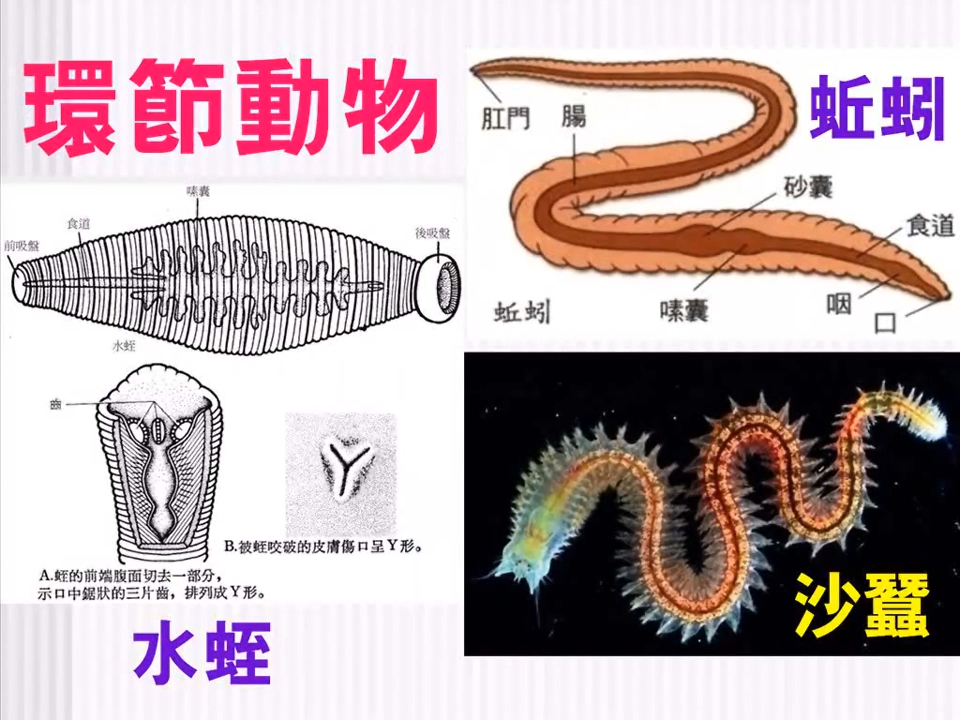 環節動物
嗉囊
食道
前吸盤
後吸盤
水蛭
齒
B.被蛭咬破的皮膚傷口呈Y形。
A.蛭的前端腹面切去一部分，
示口中鋸狀的三片齒，排列成Y形。
水蛭
蚯蚓
肛門
腸
砂囊
食道
嗉囊
咽
口
蚯蚓
沙蠶